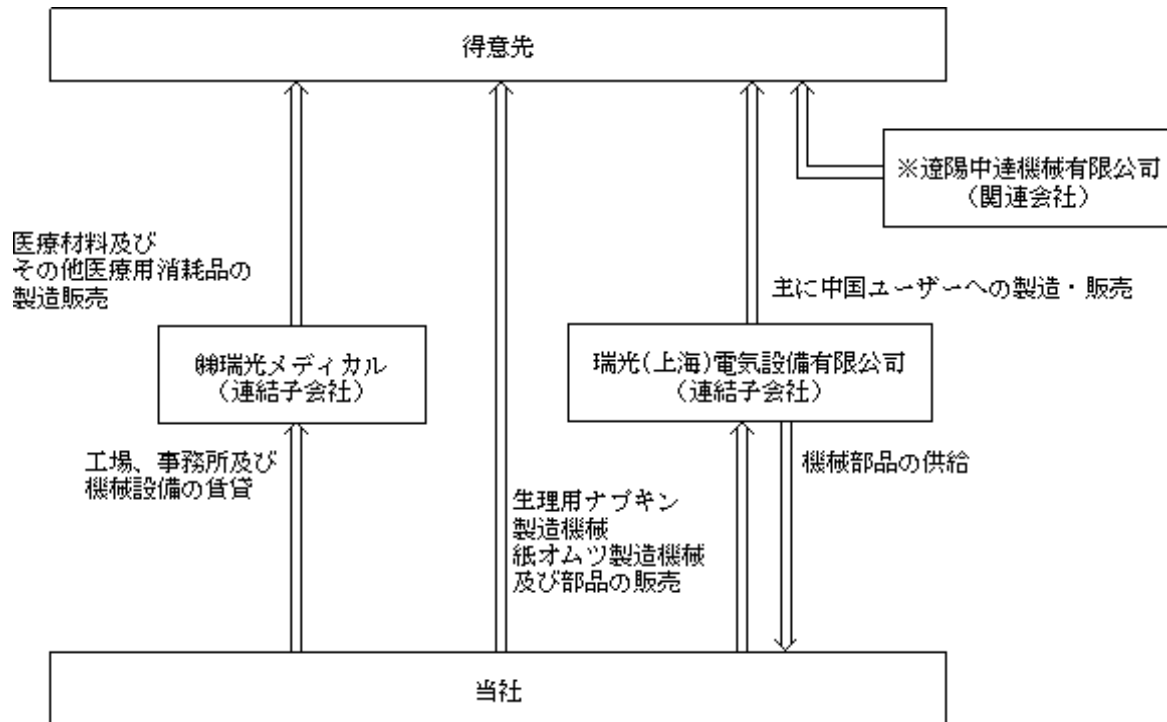 得意先
※遼陽中達機械有限公司
（関連会社）
医療材料及び
その他医療用消耗品の
製造販売
主に中国ユーザーへの製造・販売
㈱瑞光メディカル
（連結子会社）
瑞光(上海)電気設備有限公司
（連結子会社）
工場、事務所及び
機械設備の賃貸
機械部品の供給
生理用ナプキン
製造機械
紙オムツ製造機械
及び部品の販売
当社